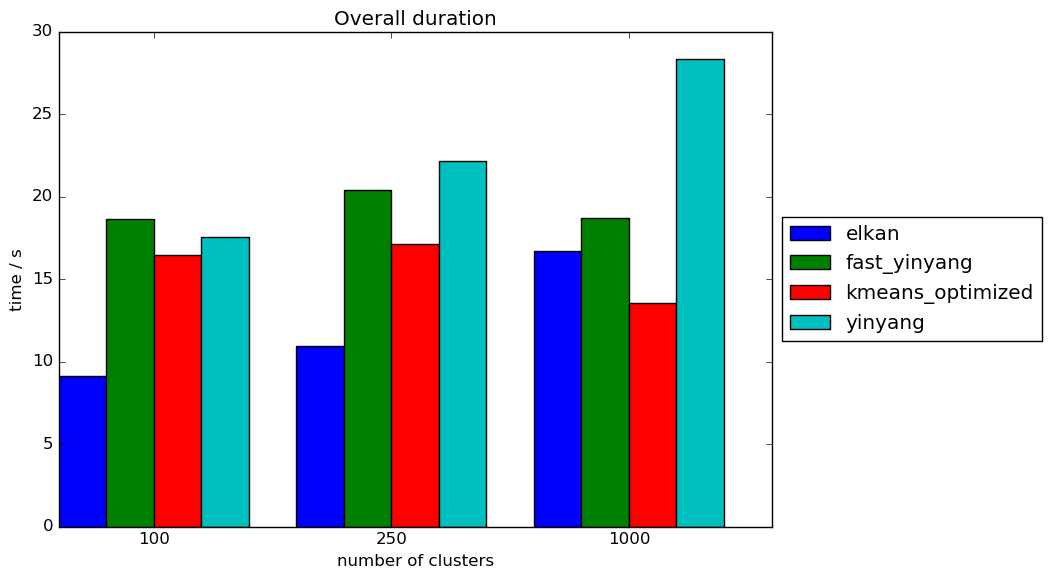 Overall duration
30
25
20
15
10
5
0
time / s
100 250 1000
number of clusters
elkan
fast_yinyang
kmeans_optimized
yinyang